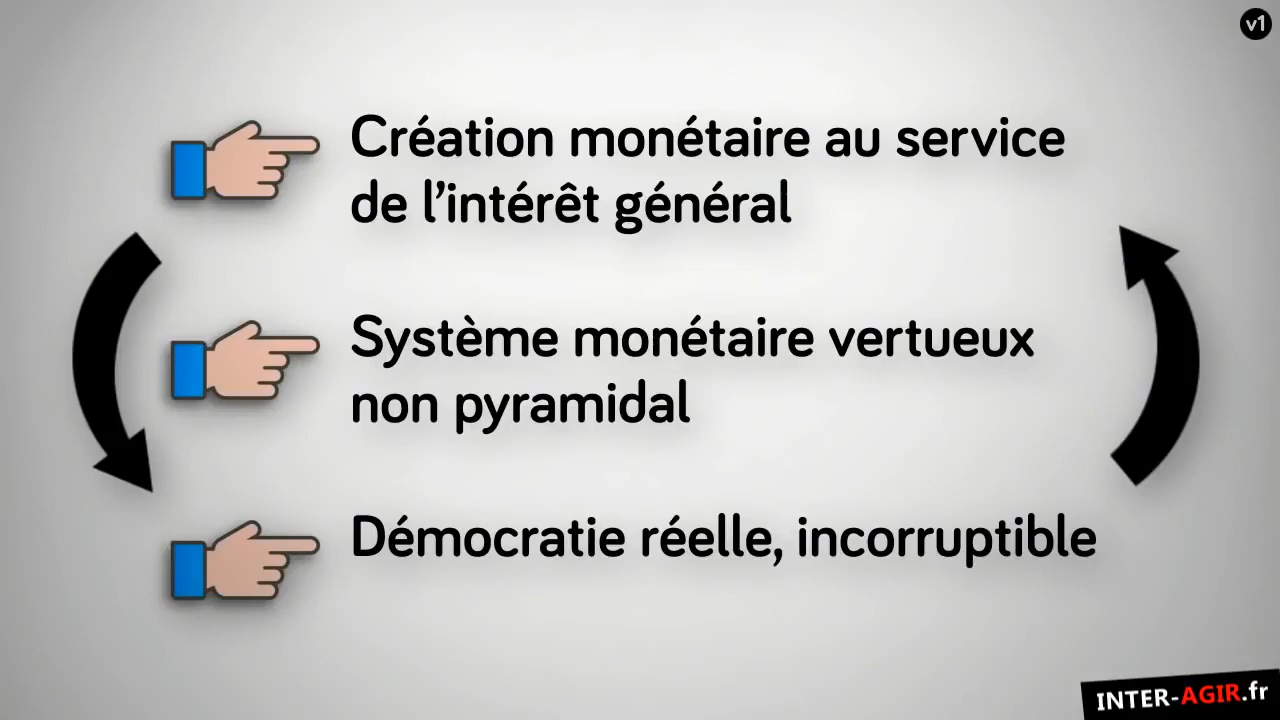 v1
Création monétaire au service
de l’intérêt général
Système monétaire vertueux
non pyramidal
Démocratie réelle, incorruptible
INTER-AGIR.fr